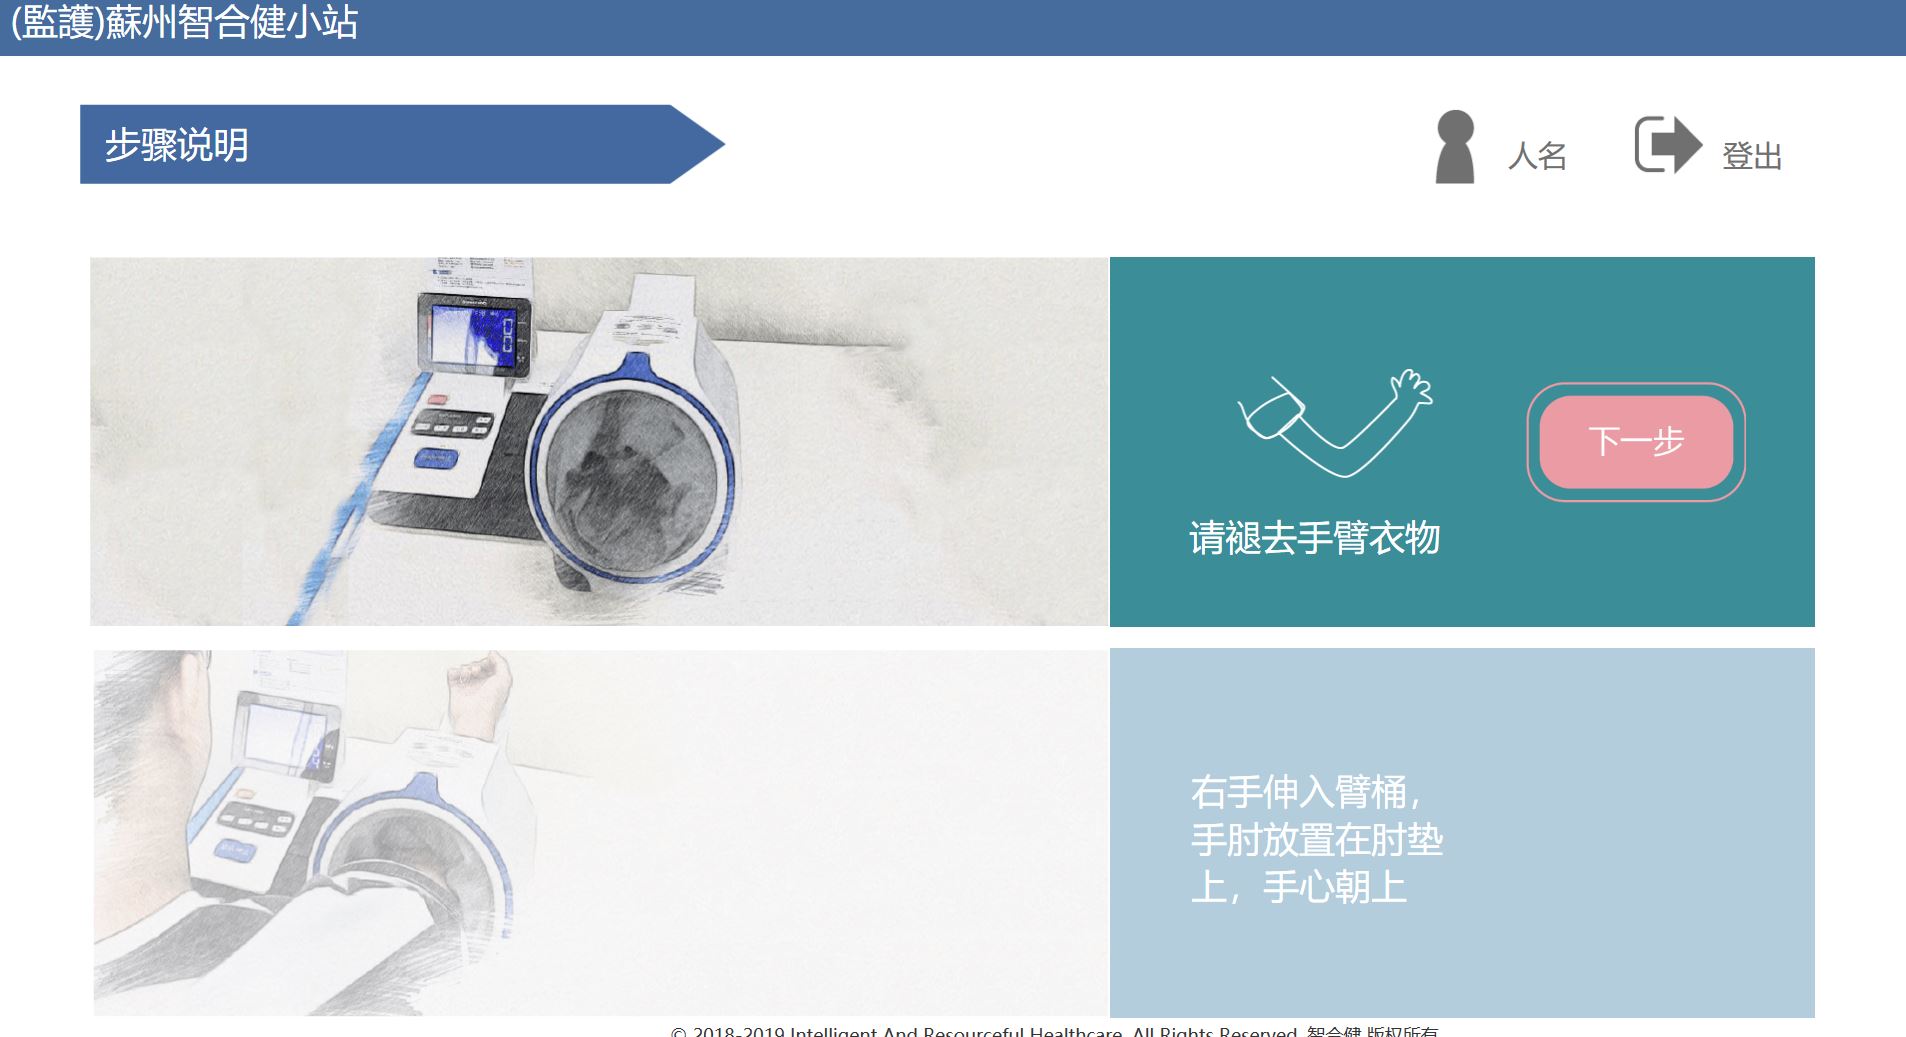 (監護)蘇州智合健小站
步骤说明
人名
登出
下一步
请褪去手臂衣物
右手伸入臂桶，
手肘放置在肘垫
上，手心朝上
© 2018-2019 Intelligent And Resourceful Healthcare. All Rights Reserved. 智合健 版权所有